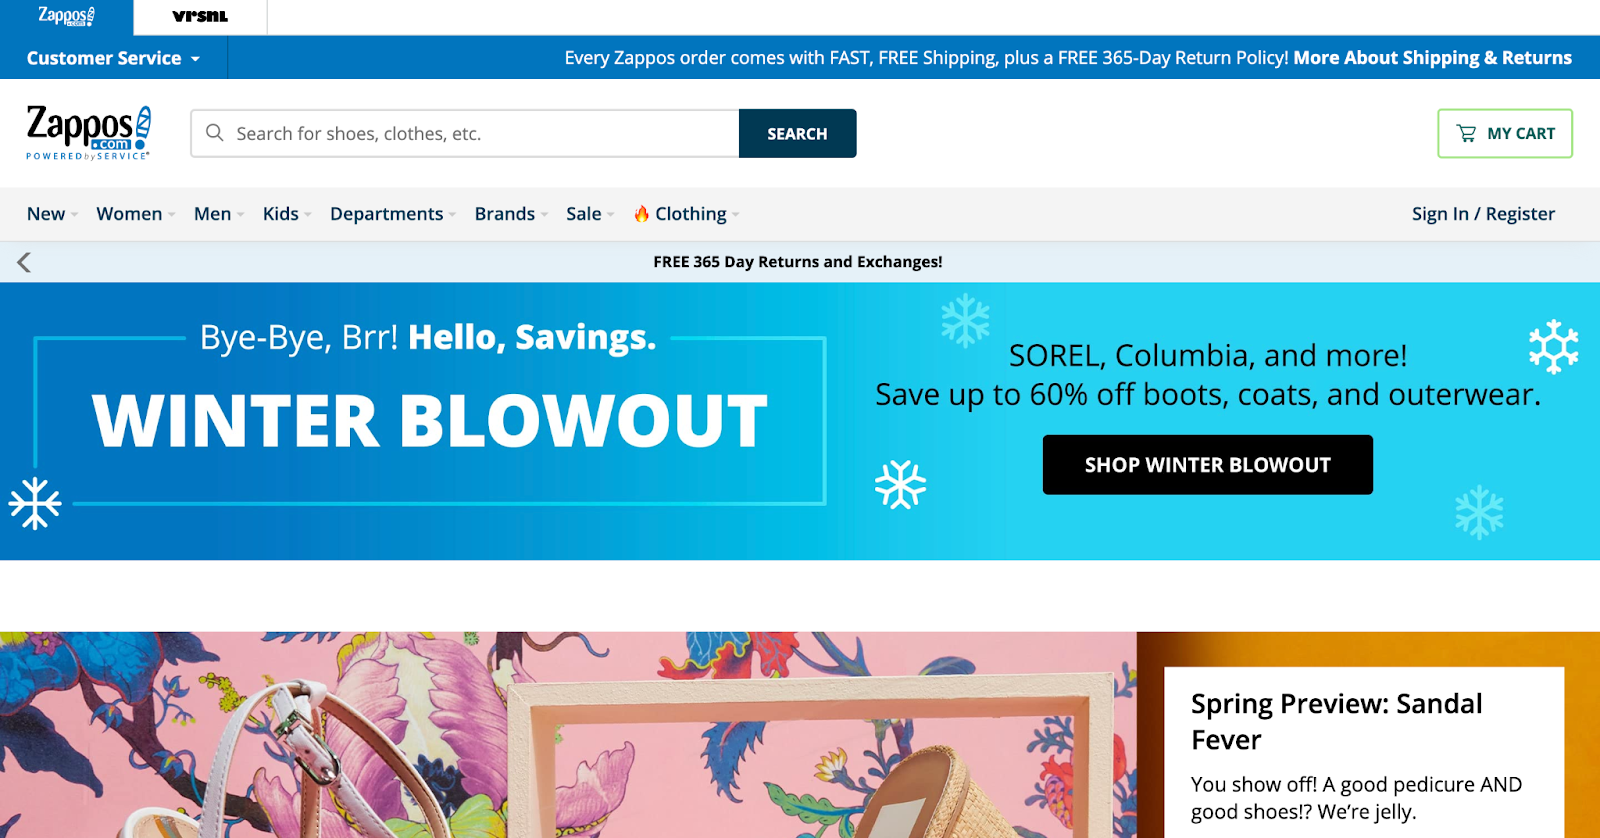 Zappos.com
vrsnl
Customer Service
Every Zappos order comes with FAST, FREE Shipping, plus a FREE 365-Day Return Policy! More About Shipping & Returns
Zappos.com
POWEREDbySERVICE®
Search for shoes, clothes, etc.
SEARCH
MY CART
New Women Men Kids Departments Brands Sale 🔥 Clothing Sign In / Register
FREE 365 Day Returns and Exchanges!
Bye-Bye, Brr! Hello, Savings.
WINTER BLOWOUT
SOREL, Columbia, and more!
Save up to 60% off boots, coats, and outerwear.
SHOP WINTER BLOWOUT
Spring Preview: Sandal
Fever
You show off! A good pedicure AND
good shoes!? We’re jelly.